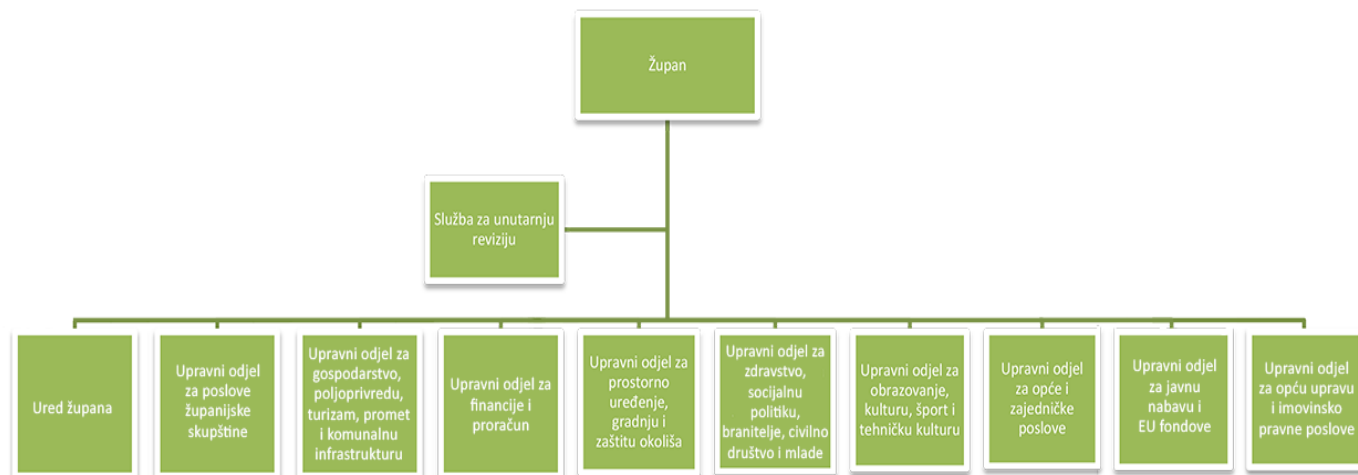 Župan
Služba za unutarnju
reviziju
Ured župana
Upravni odjel
za poslove
županijske
skupštine
Upravni odjel za
gospodarstvo,
poljoprivredu,
turizam, promet
i komunalnu
infrastrukturu
Upravni odjel za
financije i
proračun
Upravni odjel za
prostorno
uređenje,
gradnju i
zaštitu okoliša
Upravni odjel za
zdravstvo,
socijalnu
politiku,
branitelje, civilno
društvo i mlade
Upravni odjel za
obrazovanje,
kulturu, šport i
tehničku kulturu
Upravni odjel
za opće i
zajedničke
poslove
Upravni odjel
za javnu
nabavu i
EU fondove
Upravni odjel
za opću upravu
i imovinsko
pravne poslove